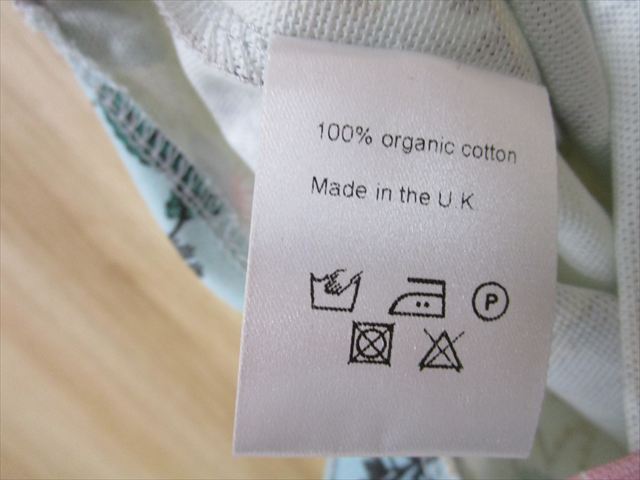 100% organic cotton
Made in the U K
P